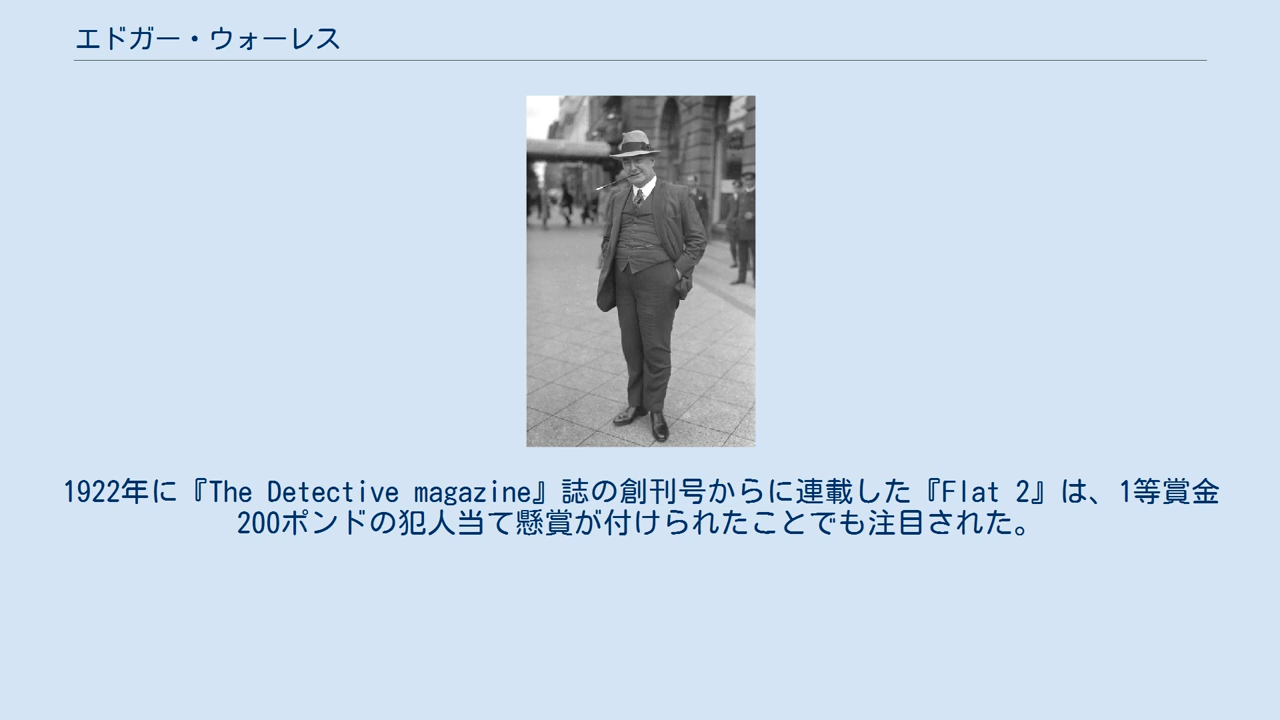 エドガー・ウォーレス
1922年に『The Detective magazine』誌の創刊号からに連載した『Flat 2』は、1等賞金
200ポンドの犯人当て懸賞が付けられたことでも注目された。